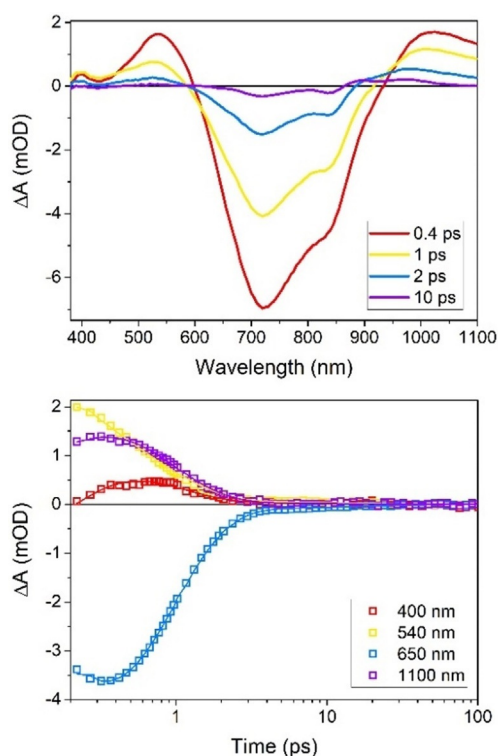 2
0
-2
-4
-6
ΔA (mOD)
0.4 ps
1 ps
2 ps
10 ps
400 500 600 700 800 900 1000 1100
Wavelength (nm)
2
1
0
-1
-2
-3
-4
ΔA (mOD)
400 nm
540 nm
650 nm
1100 nm
1 10 100
Time (ps)